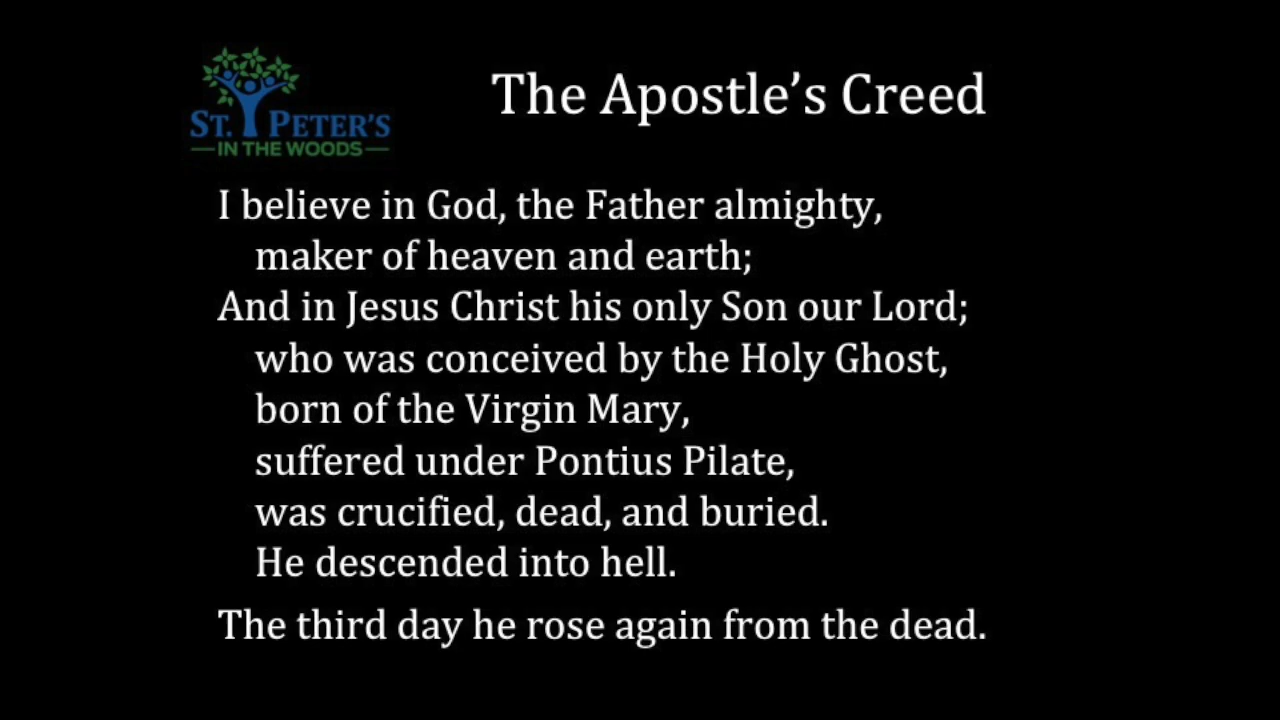 ST. PETER'S
IN THE WOODS
The Apostle’s Creed
I believe in God, the Father almighty,
maker of heaven and earth;
And in Jesus Christ his only Son our Lord;
who was conceived by the Holy Ghost,
born of the Virgin Mary,
suffered under Pontius Pilate,
was crucified, dead, and buried.
He descended into hell.
The third day he rose again from the dead.